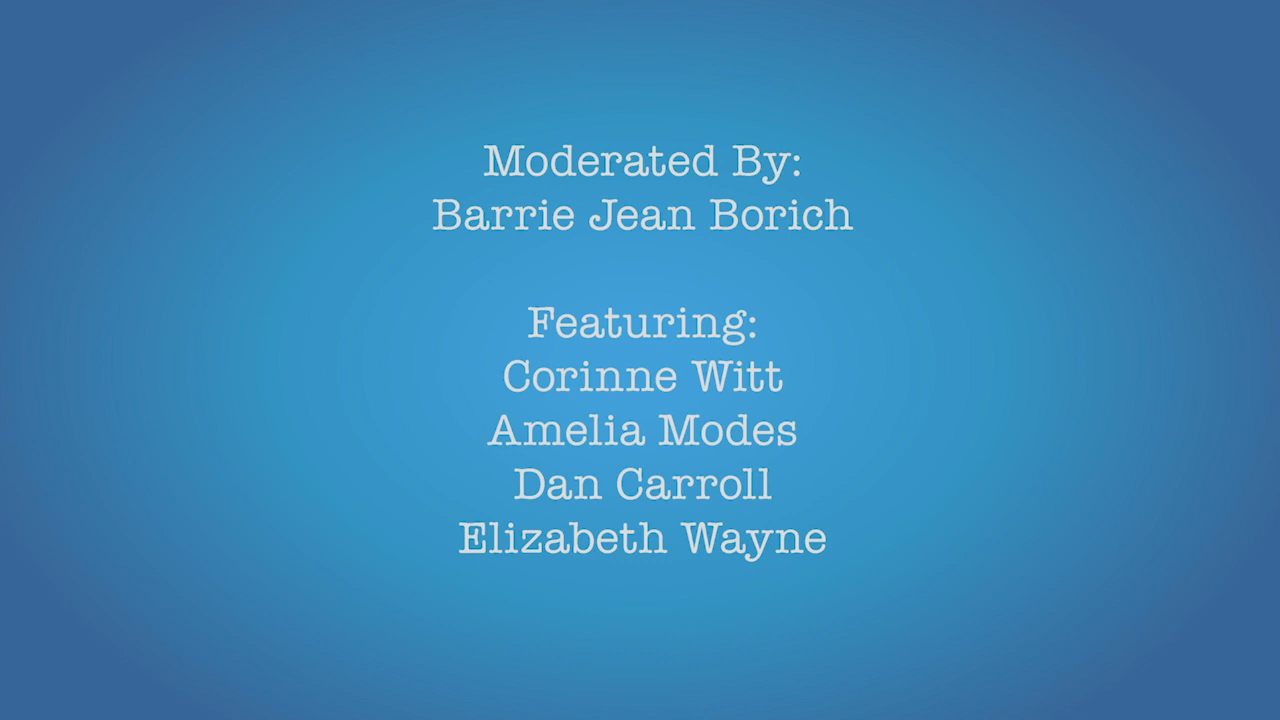 Moderated By:
Barrie Jean Borich
Featuring:
Corinne Witt
Amelia Modes
Dan Carroll
Elizabeth Wayne